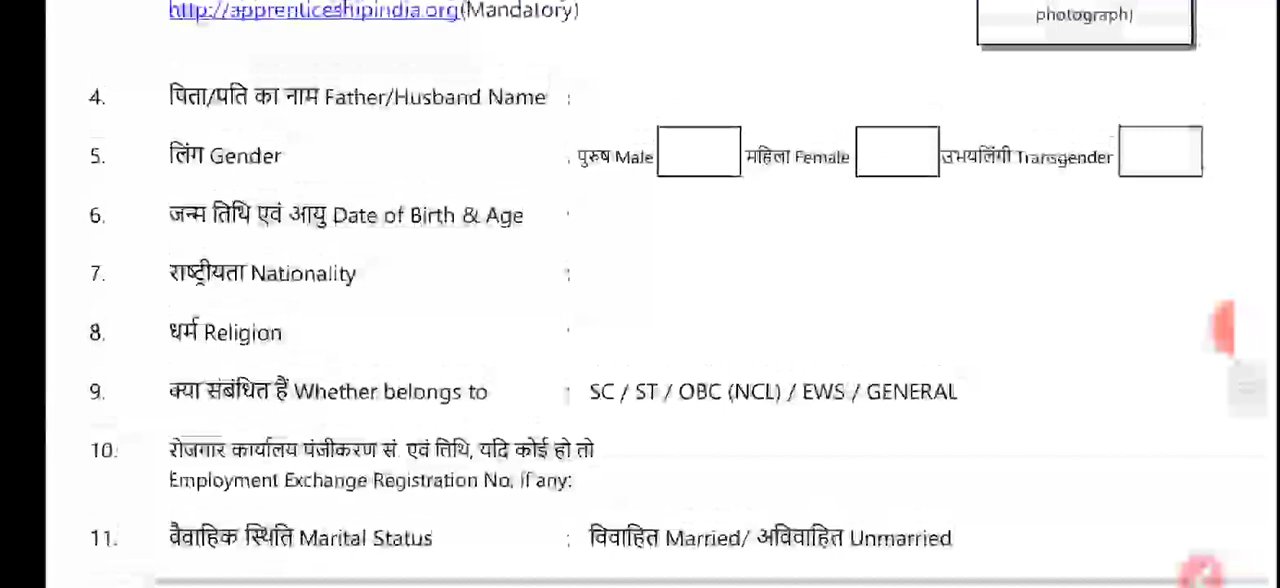 http://apprenticeshipindia.org(Mandatory)
photograph)
4. पिता/पति का नाम Father/Husband Name :
5. लिंग Gender : पुरुष Male महिला Female उभयलिंगी Transgender
6. जन्म तिथि एवं आयु Date of Birth & Age :
7. राष्ट्रीयता Nationality :
8. धर्म Religion :
9. क्या संबंधित हैं Whether belongs to : SC / ST / OBC (NCL) / EWS / GENERAL
10. रोजगार कार्यालय पंजीकरण सं. एवं तिथि, यदि कोई हो तो
Employment Exchange Registration No. if any:
11. वैवाहिक स्थिति Marital Status : विवाहित Married/ अविवाहित Unmarried